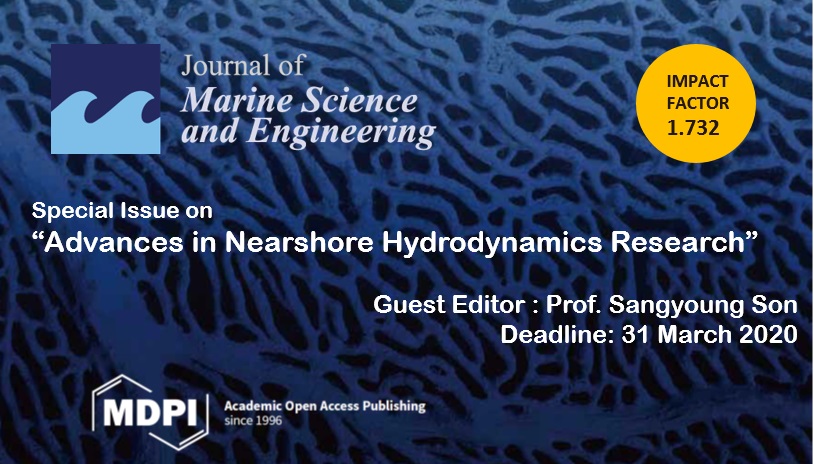 Journal of
Marine Science
and Engineering
IMPACT
FACTOR
1.732
Special Issue on
“Advances in Nearshore Hydrodynamics Research”
Guest Editor : Prof. Sangyoung Son
Deadline: 31 March 2020
MDPI
Academic Open Access Publishing
since 1996